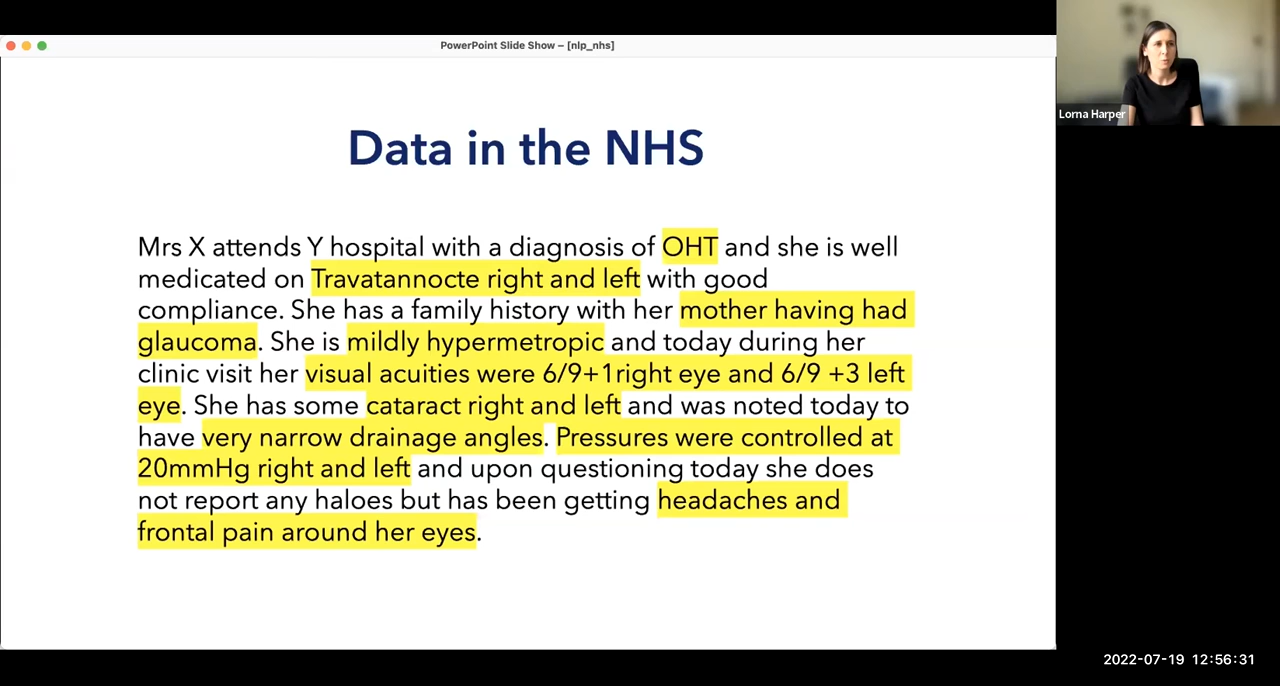 PowerPoint Slide Show – [nlp_nhs]
Lorna Harper
Data in the NHS
Mrs X attends Y hospital with a diagnosis of OHT and she is well
medicated on Travatannocte right and left with good
compliance. She has a family history with her mother having had
glaucoma. She is mildly hypermetropic and today during her
clinic visit her visual acuities were 6/9+1right eye and 6/9 +3 left
eye. She has some cataract right and left and was noted today to
have very narrow drainage angles. Pressures were controlled at
20mmHg right and left and upon questioning today she does
not report any haloes but has been getting headaches and
frontal pain around her eyes.
2022-07-19 12:56:31